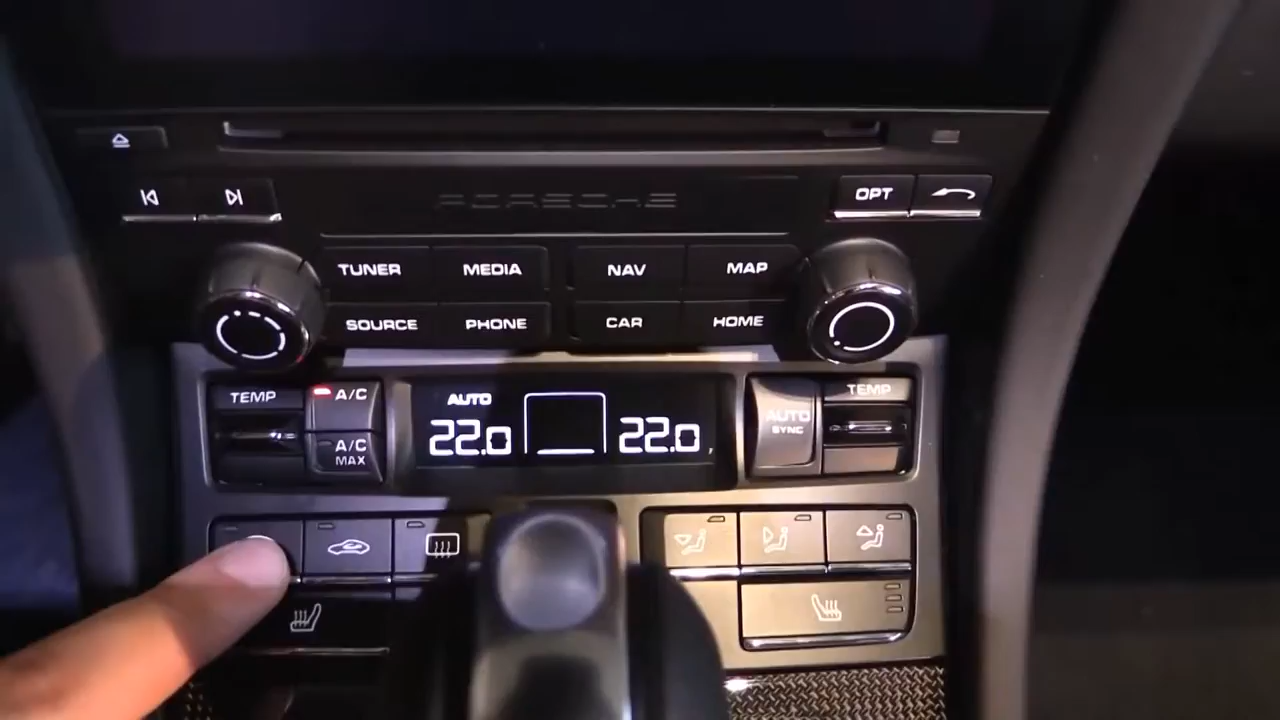 PORSCHE
OPT
TUNER MEDIA NAV MAP
SOURCE PHONE CAR HOME
TEMP A/C AUTO AUTO TEMP
22.0 22.0 SYNC
A/C
MAX